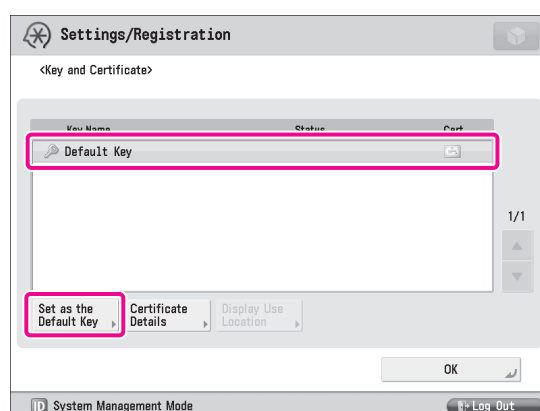 Settings/Registration
<Key and Certificate>
Key Name Status Cert
Default Key
1/1
Set as the Default Key
Certificate Details
Display Use Location
OK
ID System Management Mode
Log Out